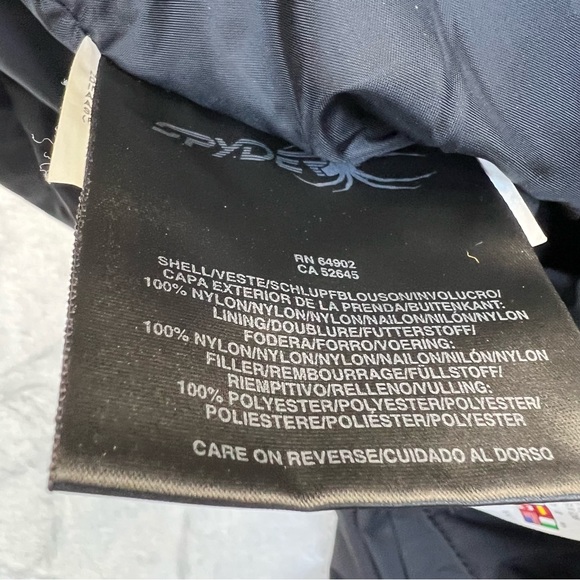 SPYDER
RN 64902
CA 52645
SHELL/VESTE/SCHLUPFBLOUSON/INVOLUCRO/
CAPA EXTERIOR DE LA PRENDA/BUITENKANT:
100% NYLON/NYLON/NYLON/NAILON/NILÓN/NYLON
LINING/DOUBLURE/FUTTERSTOFF/
FODERA/FORRO/VOERING:
100% NYLON/NYLON/NYLON/NAILON/NILÓN/NYLON
FILLER/REMBOURRAGE/FÜLLSTOFF/
RIEMPITIVO/RELLENO/VULLING:
100% POLYESTER/POLYESTER/POLYESTER/
POLIESTERE/POLIÉSTER/POLYESTER
CARE ON REVERSE/CUIDADO AL DORSO